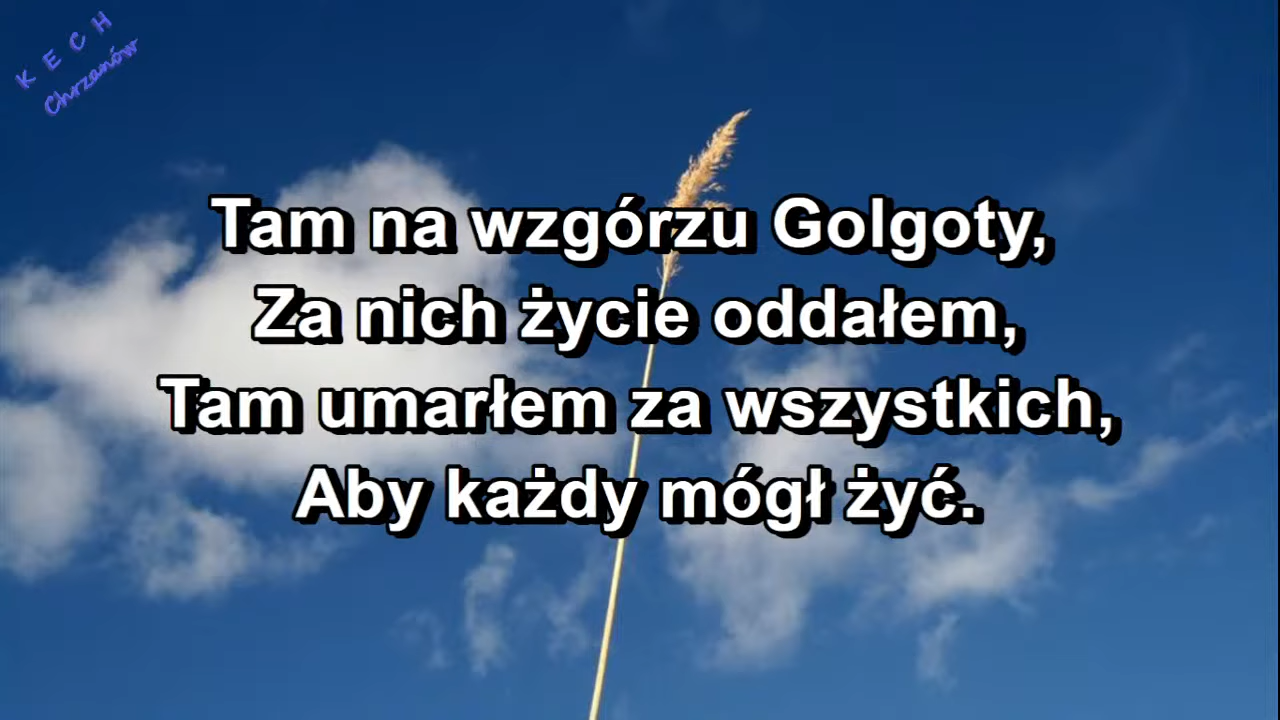 K E C H
Chrzanów
Tam na wzgórzu Golgoty,
Za nich życie oddałem,
Tam umarłem za wszystkich,
Aby każdy mógł żyć.